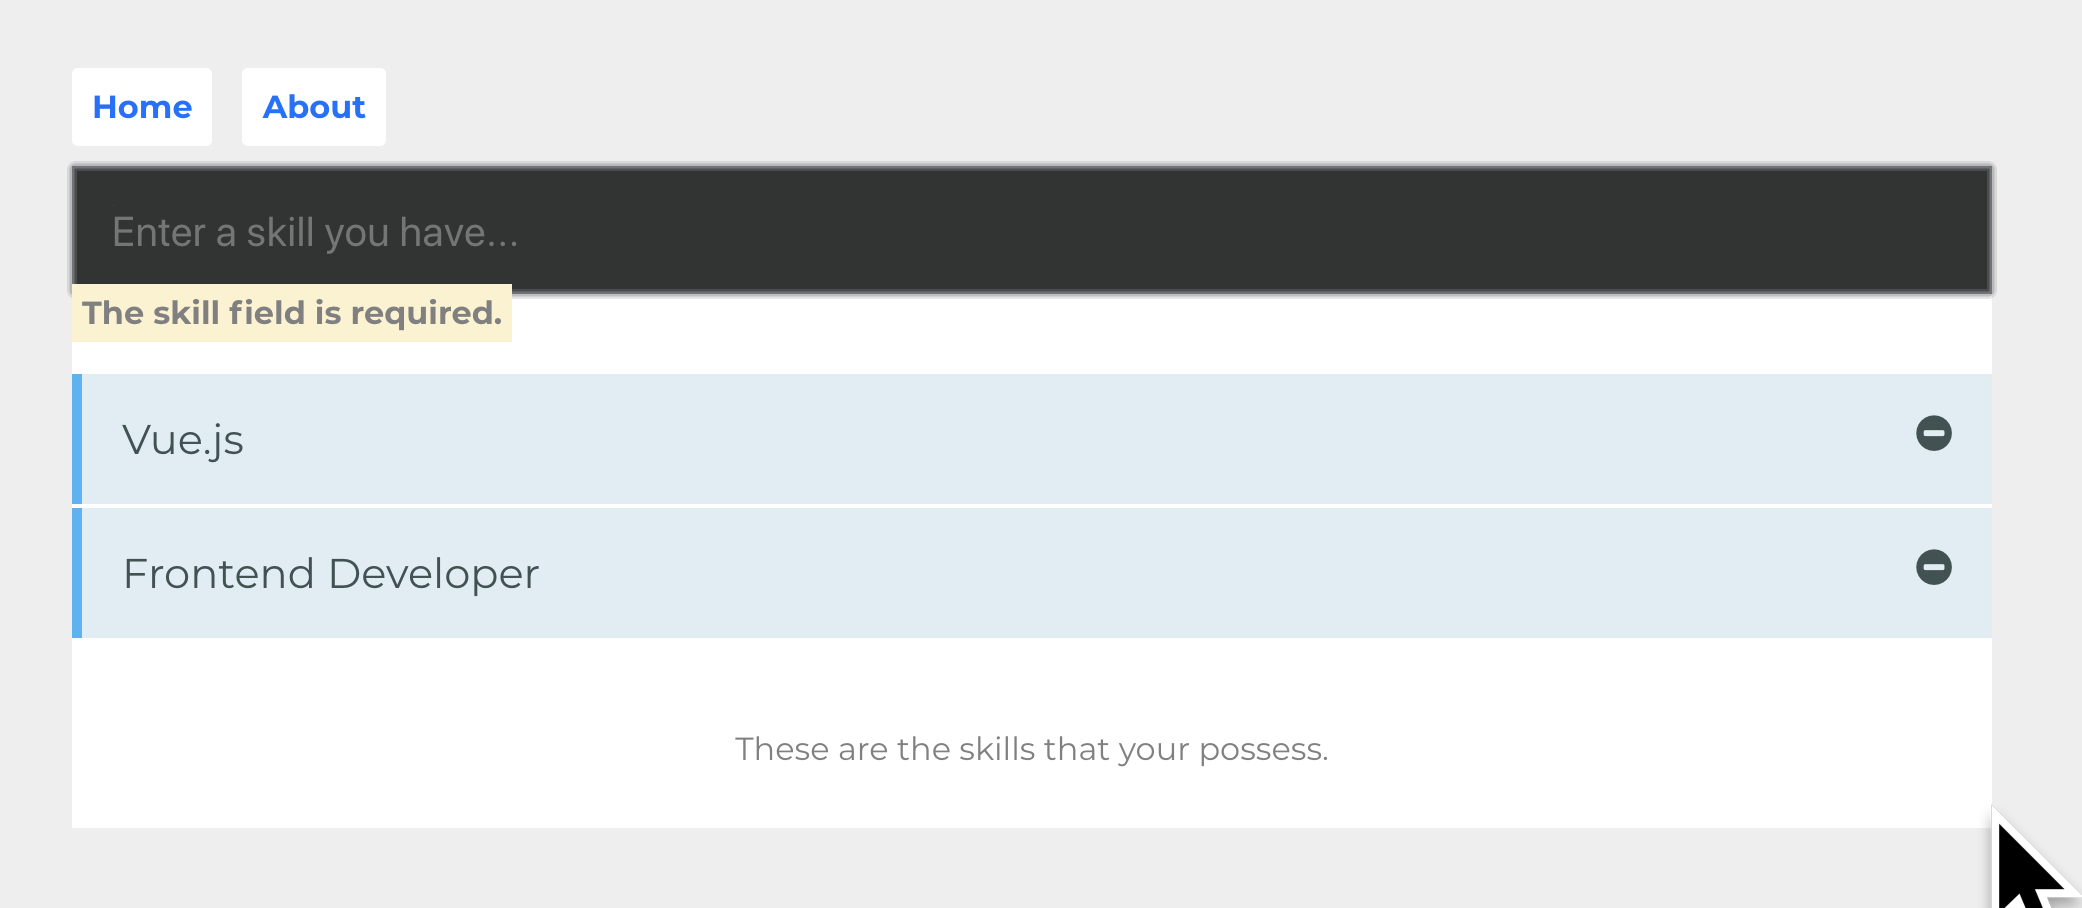 Home About
Enter a skill you have...
The skill field is required.
Vue.js
Frontend Developer
These are the skills that your possess.